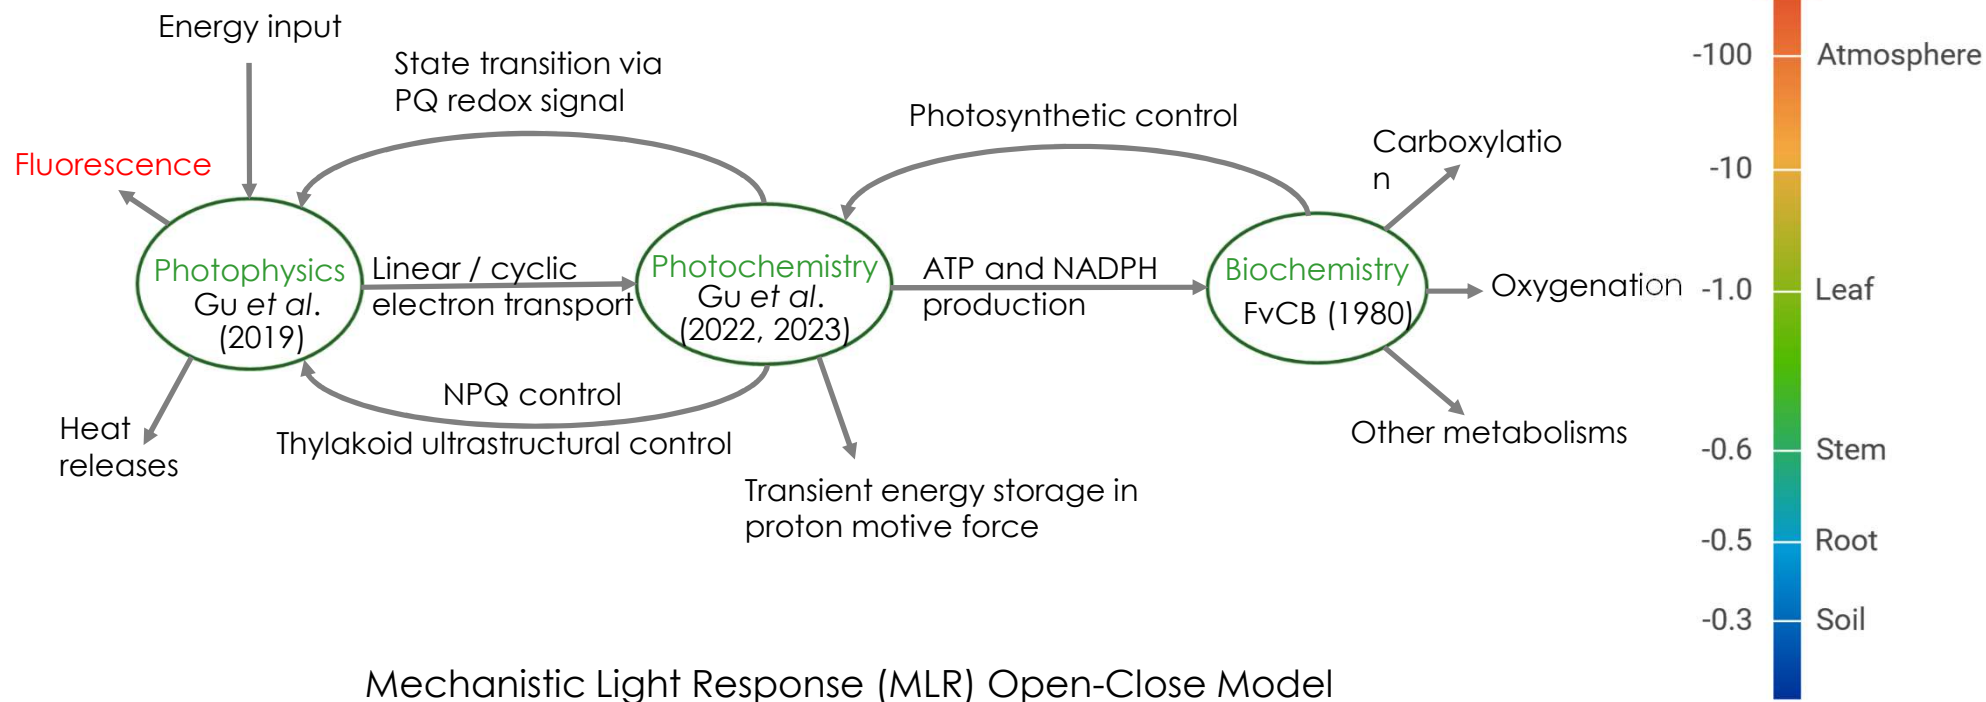 Energy input
State transition via
PQ redox signal
Photosynthetic control
Carboxylatio
n
Fluorescence
Photophysics
Gu et al.
(2019)
Linear / cyclic
electron transport
Photochemistry
Gu et al.
(2022, 2023)
ATP and NADPH
production
Biochemistry
FvCB (1980)
Oxygenation
NPQ control
Thylakoid ultrastructural control
Heat
releases
Other metabolisms
Transient energy storage in
proton motive force
Mechanistic Light Response (MLR) Open-Close Model
-100 Atmosphere
-10
-1.0 Leaf
-0.6 Stem
-0.5 Root
-0.3 Soil